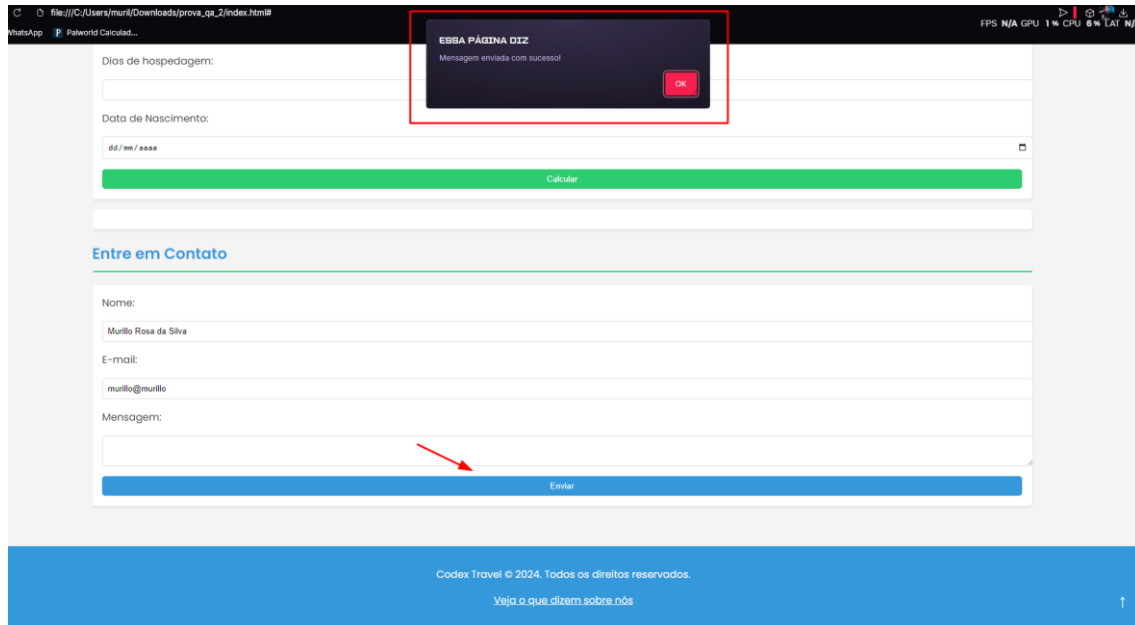 file:///C:/Users/muril/Downloads/prova_qa_2/index.html#
FPS N/A GPU 1% CPU 6% LAT N/
WhatsApp Palworld Calculad...
ESSA PÁGINA DIZ
Mensagem enviada com sucesso!
OK
Dias de hospedagem:
Data de Nascimento:
dd/mm/aaaa
Calcular
Entre em Contato
Nome:
Murillo Rosa da Silva
E-mail:
murillo@murillo
Mensagem:
Enviar
Codex Travel © 2024. Todos os direitos reservados.
Veja o que dizem sobre nós
↑